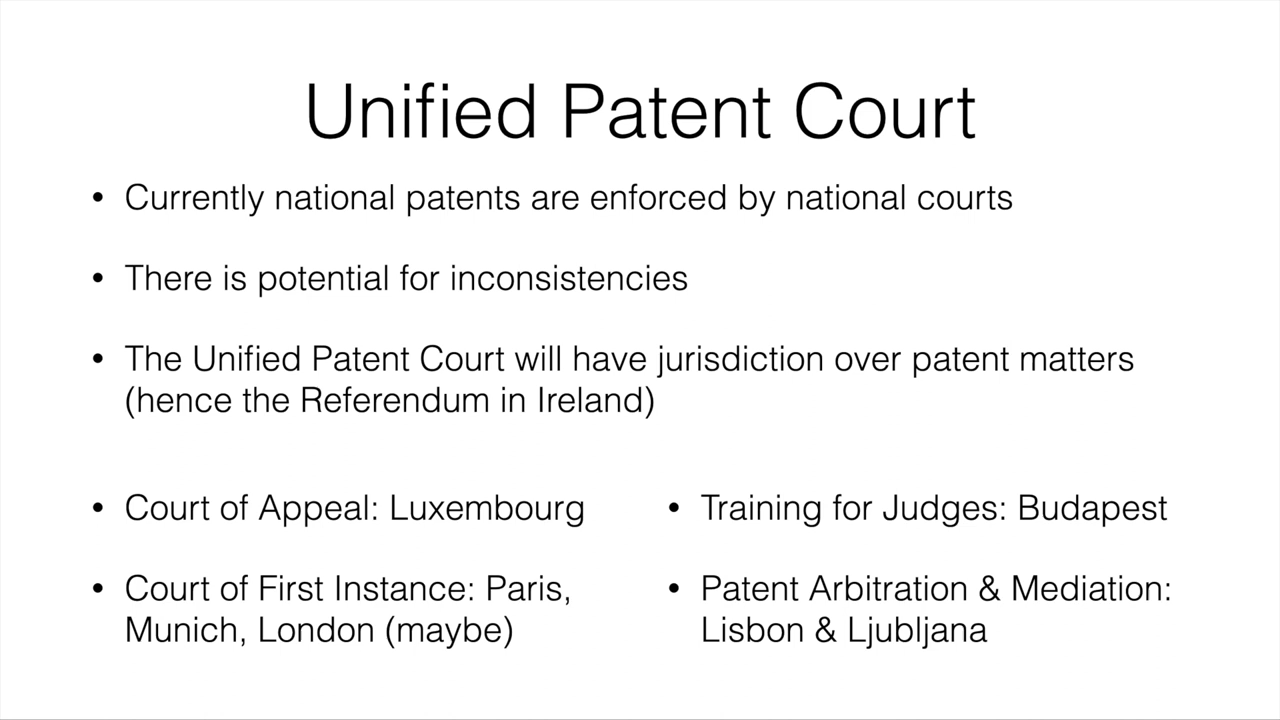 Unified Patent Court
• Currently national patents are enforced by national courts
• There is potential for inconsistencies
• The Unified Patent Court will have jurisdiction over patent matters
(hence the Referendum in Ireland)
• Court of Appeal: Luxembourg
• Court of First Instance: Paris,
Munich, London (maybe)
• Training for Judges: Budapest
• Patent Arbitration & Mediation:
Lisbon & Ljubljana